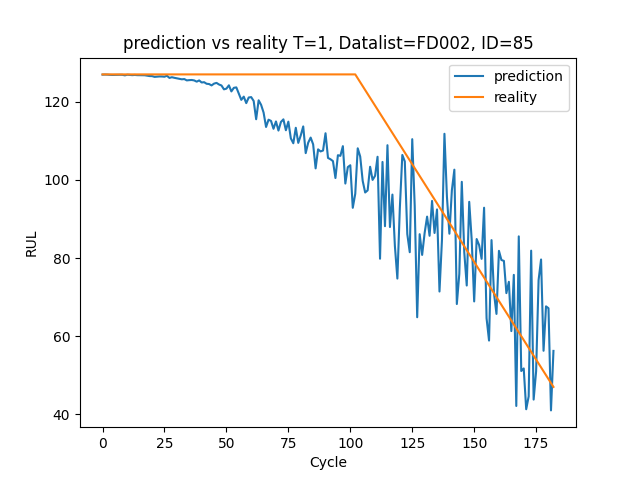 prediction vs reality T=1, Datalist=FD002, ID=85
prediction
reality
120
100
80
60
40
RUL
0
25
50
75
100
125
150
175
Cycle